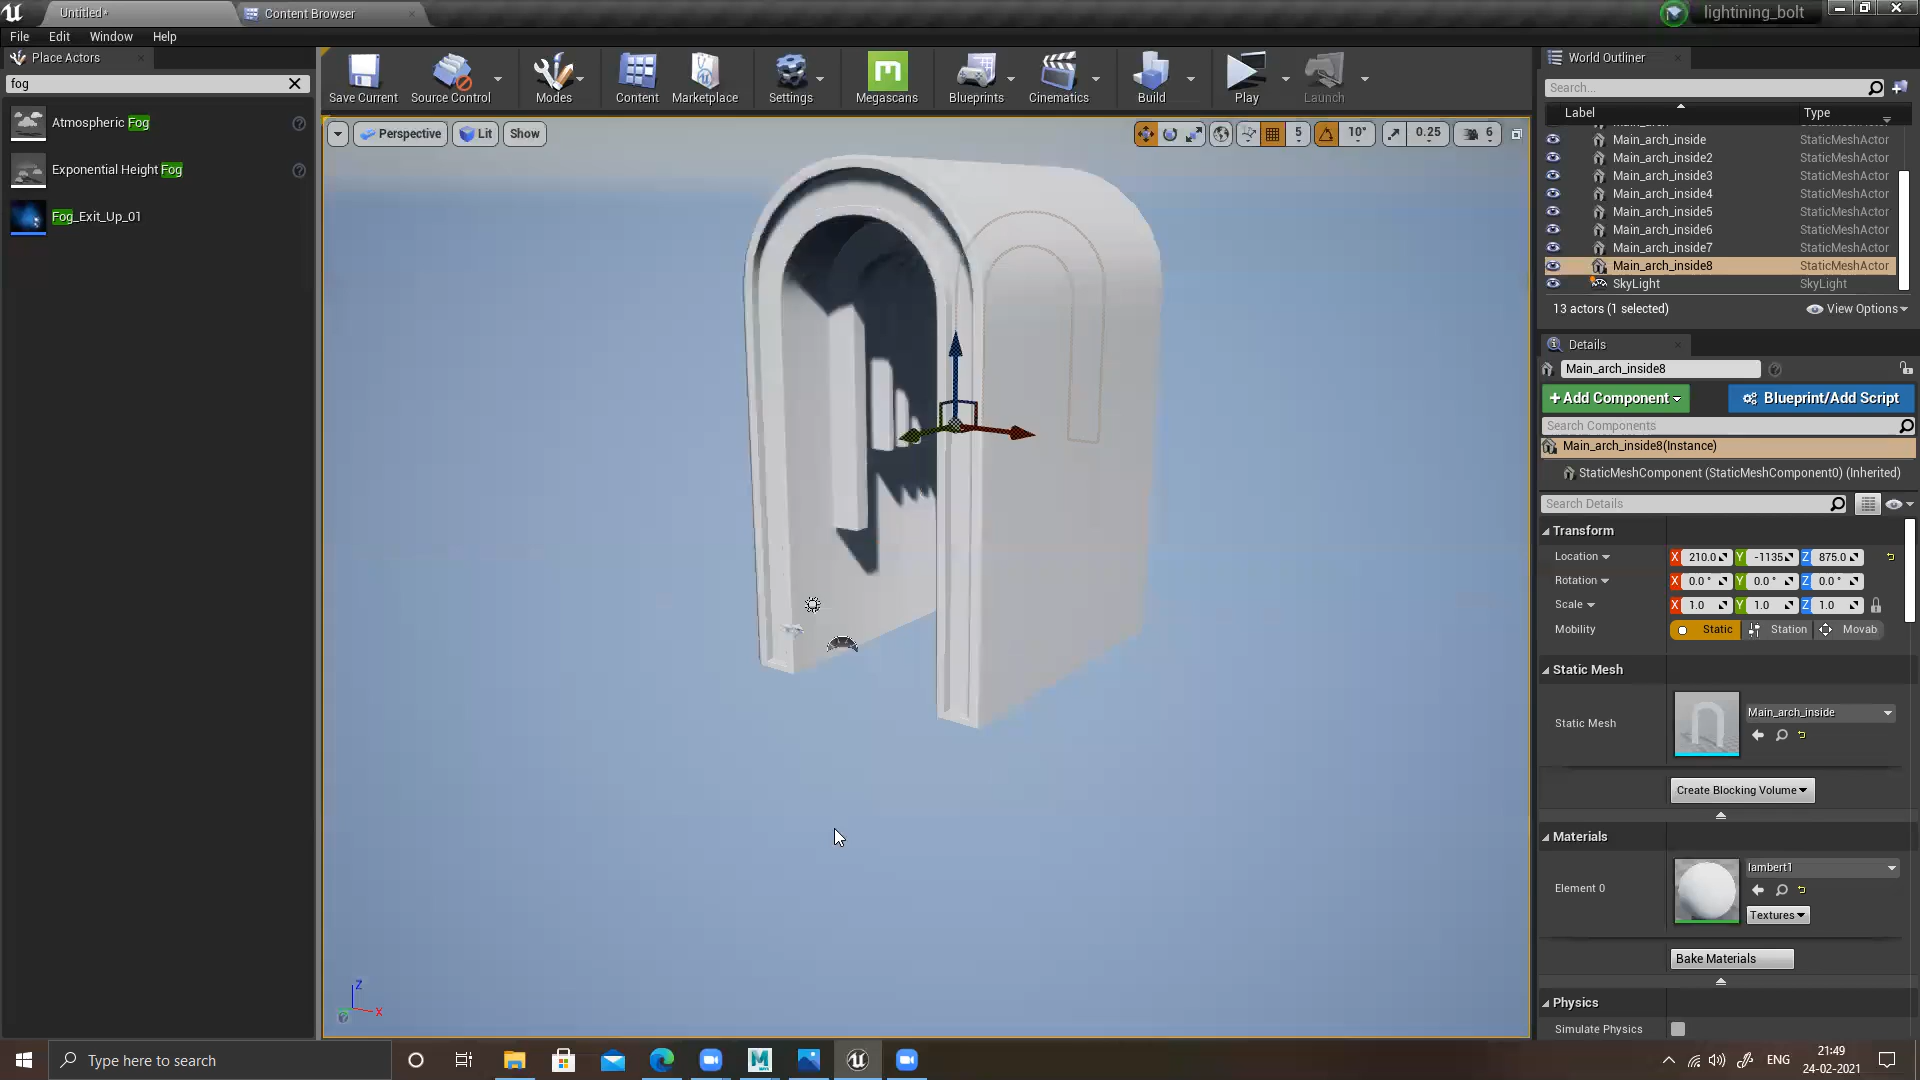 Untitled*
Content Browser
lightining_bolt
File Edit Window Help
Place Actors
fog
Atmospheric Fog
Exponential Height Fog
Fog_Exit_Up_01
Save Current
Source Control
Modes
Content
Marketplace
Settings
Megascans
Blueprints
Cinematics
Build
Play
Launch
Perspective
Lit
Show
5
10°
0.25
6
World Outliner
Search...
Label
Type
Main_arch_inside StaticMeshActor
Main_arch_inside2 StaticMeshActor
Main_arch_inside3 StaticMeshActor
Main_arch_inside4 StaticMeshActor
Main_arch_inside5 StaticMeshActor
Main_arch_inside6 StaticMeshActor
Main_arch_inside7 StaticMeshActor
Main_arch_inside8 StaticMeshActor
SkyLight SkyLight
13 actors (1 selected)
View Options
Details
Main_arch_inside8
+Add Component
Blueprint/Add Script
Search Components
Main_arch_inside8(Instance)
StaticMeshComponent (StaticMeshComponent0) (Inherited)
Search Details
Transform
Location X 210.0 Y -1135 Z 875.0
Rotation X 0.0 ° Y 0.0 ° Z 0.0 °
Scale X 1.0 Y 1.0 Z 1.0
Mobility Static Station Movab
Static Mesh
Static Mesh
Main_arch_inside
Create Blocking Volume
Materials
Element 0
lambert1
Textures
Bake Materials
Physics
Simulate Physics
Z
X
Type here to search
ENG
21:49
24-02-2021